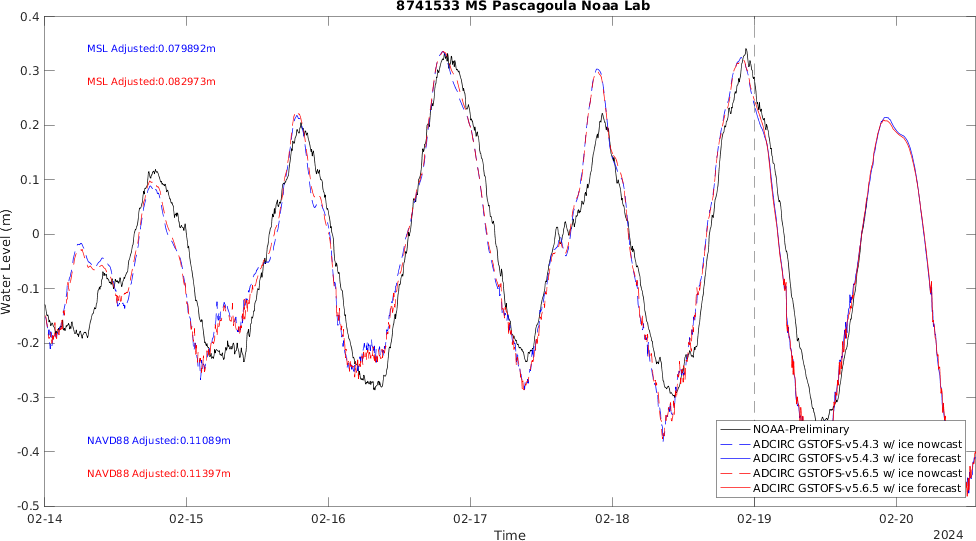 8741533 MS Pascagoula Noaa Lab
0.4
0.3
0.2
0.1
0
-0.1
-0.2
-0.3
-0.4
-0.5
Water Level (m)
MSL Adjusted:0.079892m
MSL Adjusted:0.082973m
NAVD88 Adjusted:0.11089m
NAVD88 Adjusted:0.11397m
NOAA-Preliminary
ADCIRC GSTOFS-v5.4.3 w/ ice nowcast
ADCIRC GSTOFS-v5.4.3 w/ ice forecast
ADCIRC GSTOFS-v5.6.5 w/ ice nowcast
ADCIRC GSTOFS-v5.6.5 w/ ice forecast
02-14 02-15 02-16 02-17 02-18 02-19 02-20
Time
2024